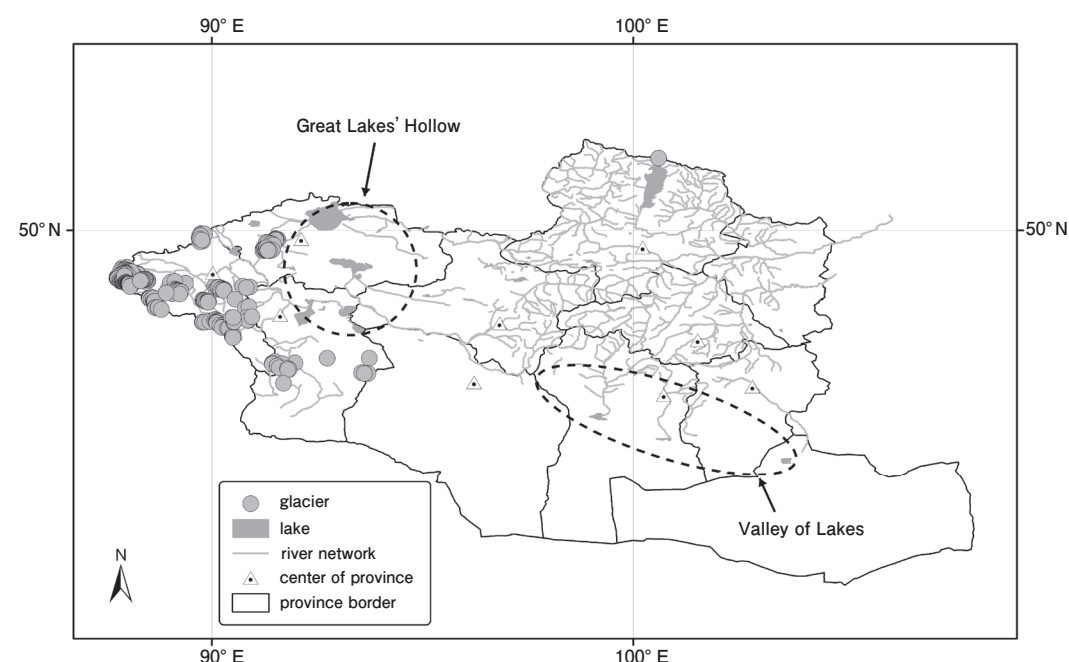 90° E
100° E
Great Lakes' Hollow
50° N
50° N
Valley of Lakes
glacier
lake
river network
center of province
province border
N
90° E
100° E